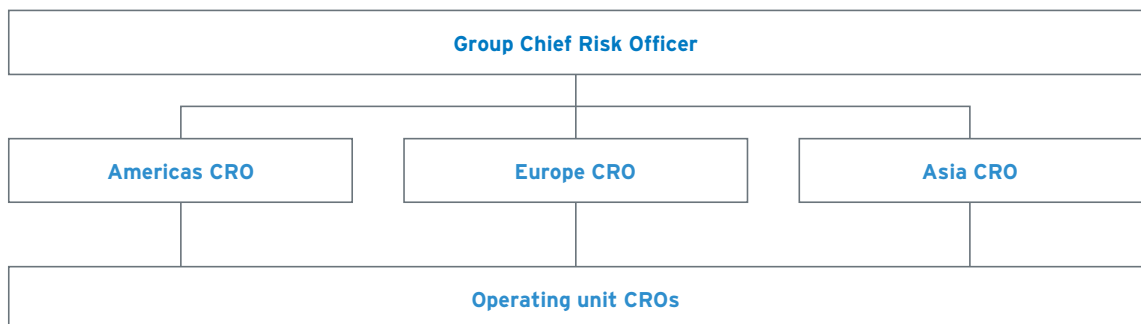 Group Chief Risk Officer
Americas CRO
Europe CRO
Asia CRO
Operating unit CROs